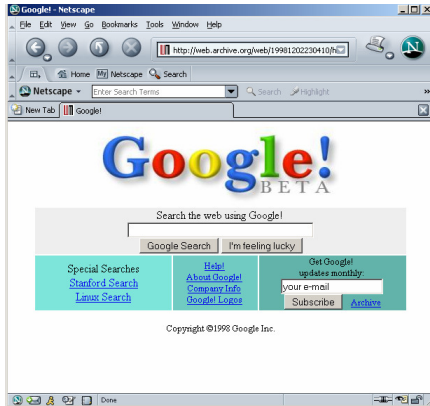 Google! - Netscape
File Edit View Go Bookmarks Tools Window Help
http://web.archive.org/web/19981202230410/h
Home My Netscape Search
Netscape Enter Search Terms Search Highlight
New Tab Google!
Google!
BETA
Search the web using Google!
Google Search I'm feeling lucky
Special Searches
Stanford Search
Linux Search
Help!
About Google!
Company Info
Google! Logos
Get Google!
updates monthly:
your e-mail
Subscribe Archive
Copyright ©1998 Google Inc.
Done